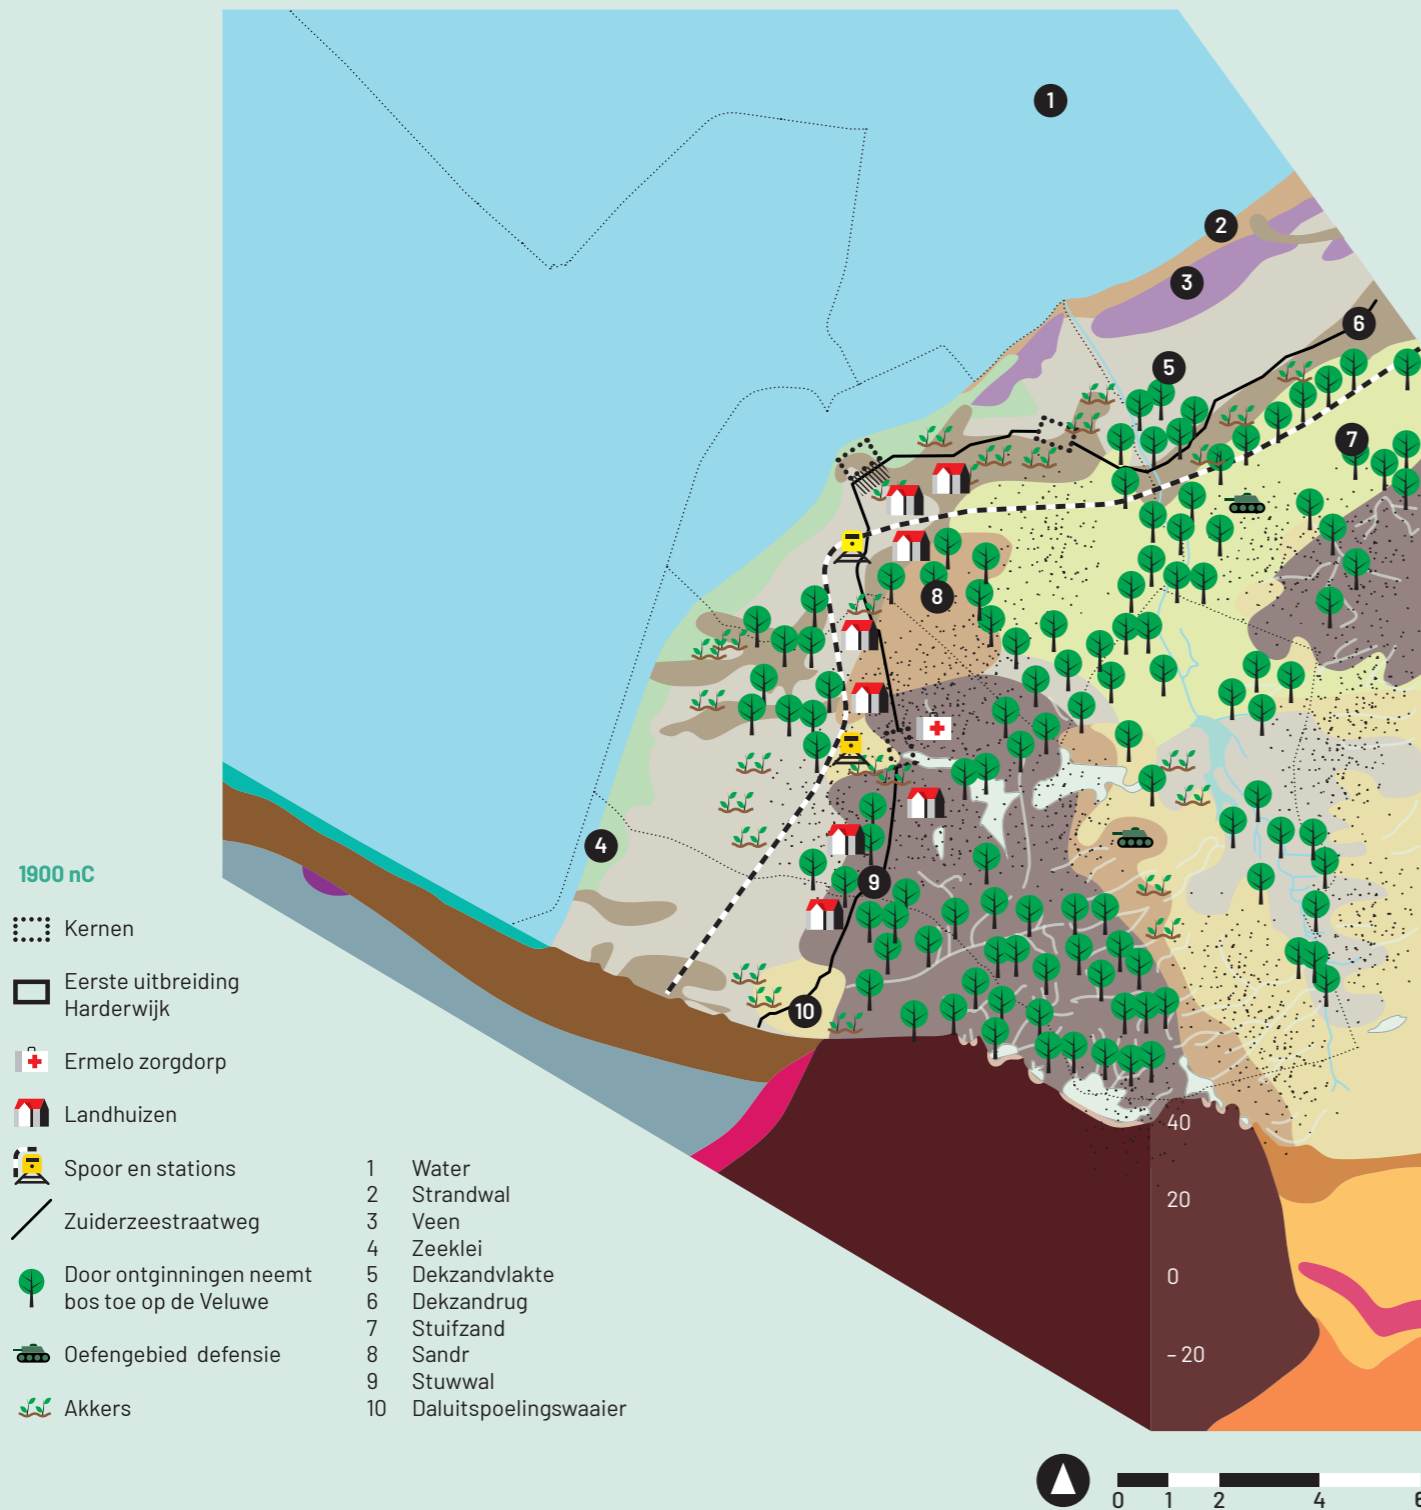 1
2
3
6
5
7
8
4
9
10
1900 nC
Kernen
Eerste uitbreiding
Harderwijk
Ermelo zorgdorp
Landhuizen
Spoor en stations
Zuiderzeestraatweg
Door ontginningen neemt
bos toe op de Veluwe
Oefengebied defensie
Akkers
1 Water
2 Strandwal
3 Veen
4 Zeeklei
5 Dekzandvlakte
6 Dekzandrug
7 Stuifzand
8 Sandr
9 Stuwwal
10 Daluitspoelingswaaier
40
20
0
- 20
0 1 2 4 6